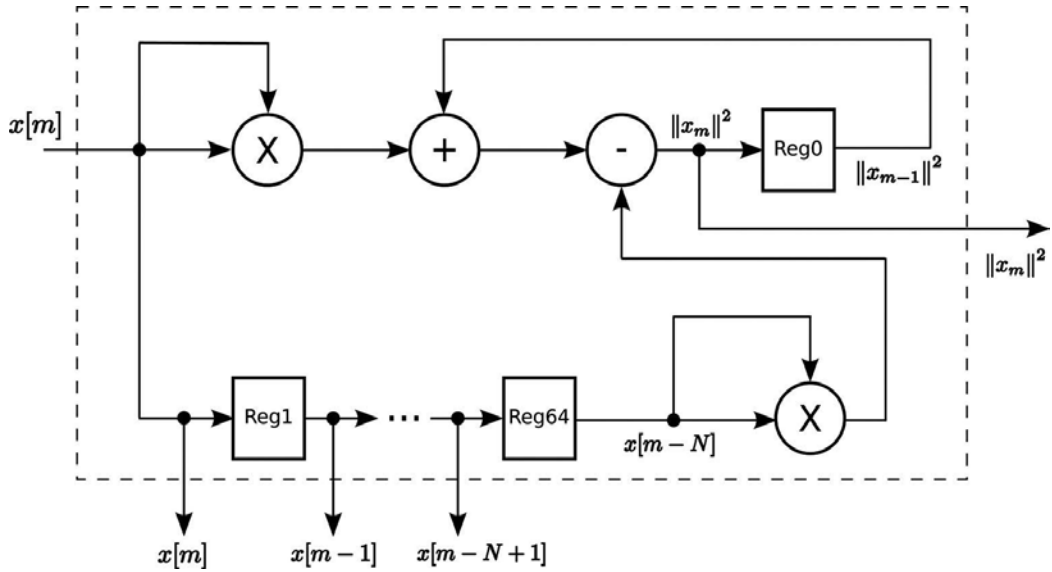 x[m]
X
+
-
‖x_m‖²
Reg0
‖x_{m−1}‖²
‖x_m‖²
Reg1
...
Reg64
x[m − N]
X
x[m]
x[m − 1]
x[m − N + 1]